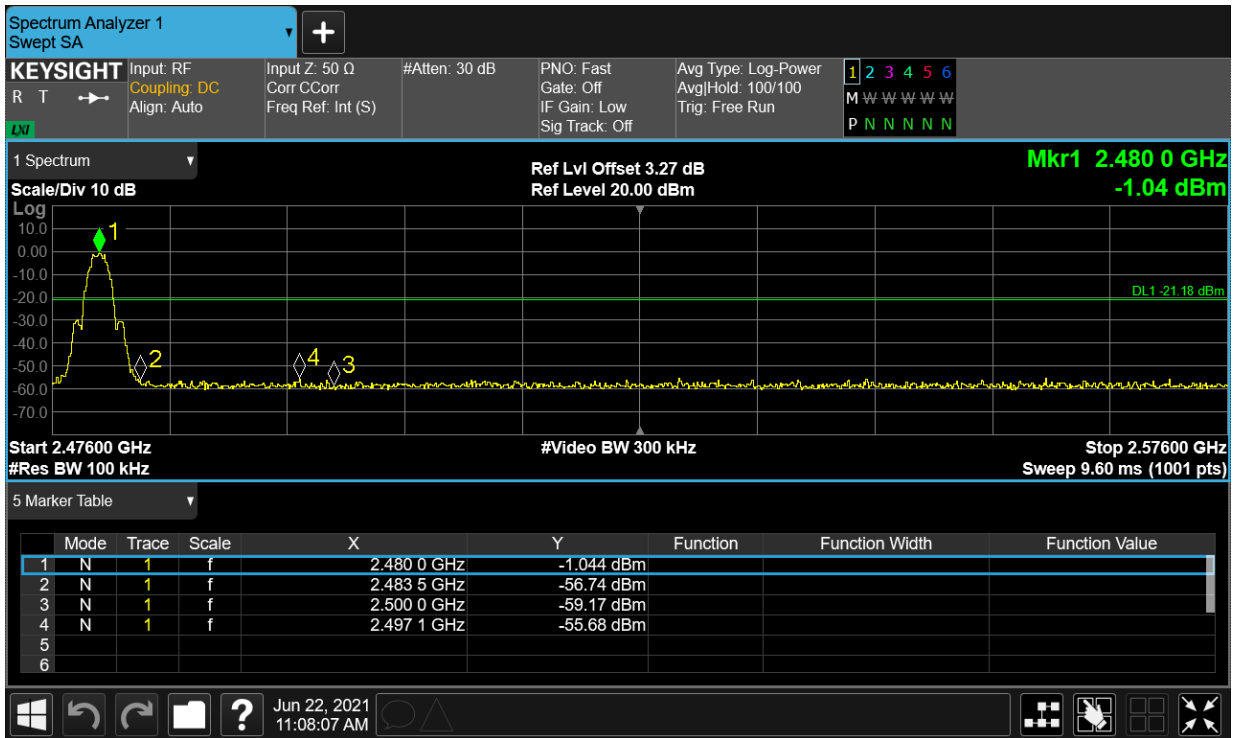 Spectrum Analyzer 1
Swept SA
KEYSIGHT
R T
LXI
Input: RF
Coupling: DC
Align: Auto
Input Z: 50 Ω
Corr CCorr
Freq Ref: Int (S)
#Atten: 30 dB
PNO: Fast
Gate: Off
IF Gain: Low
Sig Track: Off
Avg Type: Log-Power
Avg|Hold: 100/100
Trig: Free Run
1 2 3 4 5 6
M W W W W W
P N N N N N
1 Spectrum
Scale/Div 10 dB
Log
Ref Lvl Offset 3.27 dB
Ref Level 20.00 dBm
Mkr1 2.480 0 GHz
-1.04 dBm
10.0
0.00
-10.0
-20.0
-30.0
-40.0
-50.0
-60.0
-70.0
1
2
4
3
DL1 -21.18 dBm
Start 2.47600 GHz
#Video BW 300 kHz
Stop 2.57600 GHz
#Res BW 100 kHz
Sweep 9.60 ms (1001 pts)
5 Marker Table
Mode Trace Scale X Y Function Function Width Function Value
1 N 1 f 2.480 0 GHz -1.044 dBm
2 N 1 f 2.483 5 GHz -56.74 dBm
3 N 1 f 2.500 0 GHz -59.17 dBm
4 N 1 f 2.497 1 GHz -55.68 dBm
5
6
?
Jun 22, 2021
11:08:07 AM